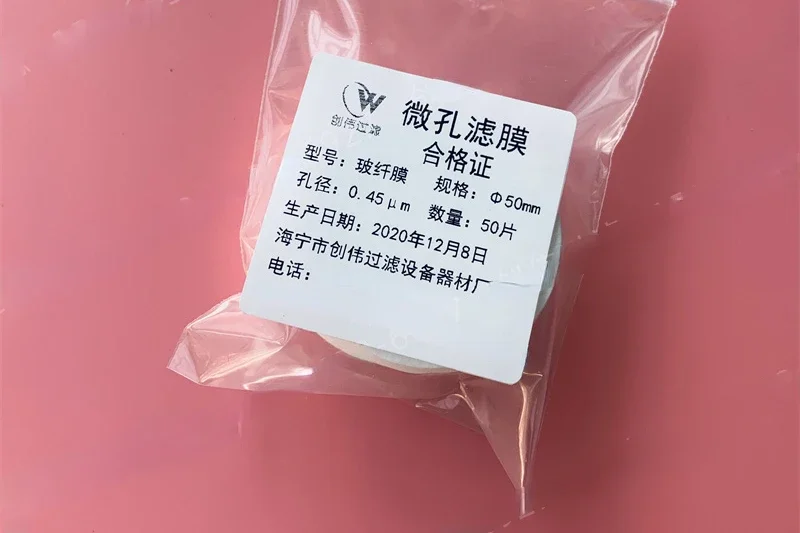 创伟过滤
微孔滤膜
合格证
型号：玻纤膜 规格：Φ50mm
孔径：0.45μm 数量：50片
生产日期：2020年12月8日
海宁市创伟过滤设备器材厂
电话：